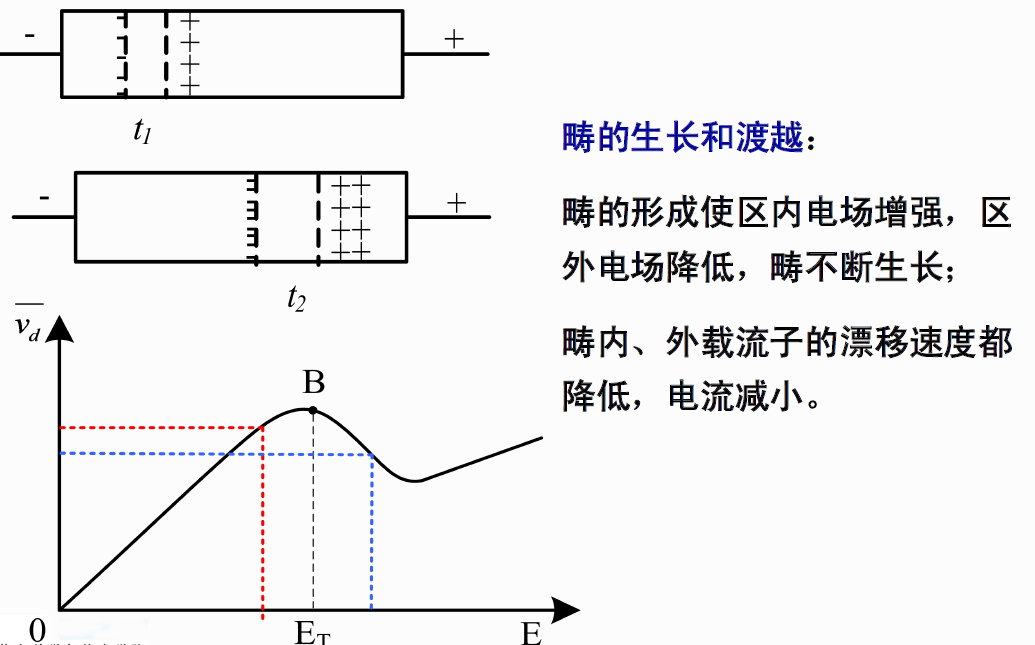 - +
t₁
- +
t₂
畴的生长和渡越：
畴的形成使区内电场增强，区
外电场降低，畴不断生长；
畴内、外载流子的漂移速度都
降低，电流减小。
v̅d
B
0
E_T
E